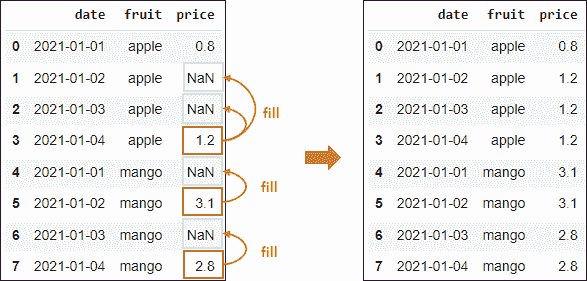 date fruit price
0 2021-01-01 apple 0.8
1 2021-01-02 apple NaN
2 2021-01-03 apple NaN
3 2021-01-04 apple 1.2
4 2021-01-01 mango NaN
5 2021-01-02 mango 3.1
6 2021-01-03 mango NaN
7 2021-01-04 mango 2.8
fill
fill
fill
date fruit price
0 2021-01-01 apple 0.8
1 2021-01-02 apple 1.2
2 2021-01-03 apple 1.2
3 2021-01-04 apple 1.2
4 2021-01-01 mango 3.1
5 2021-01-02 mango 3.1
6 2021-01-03 mango 2.8
7 2021-01-04 mango 2.8